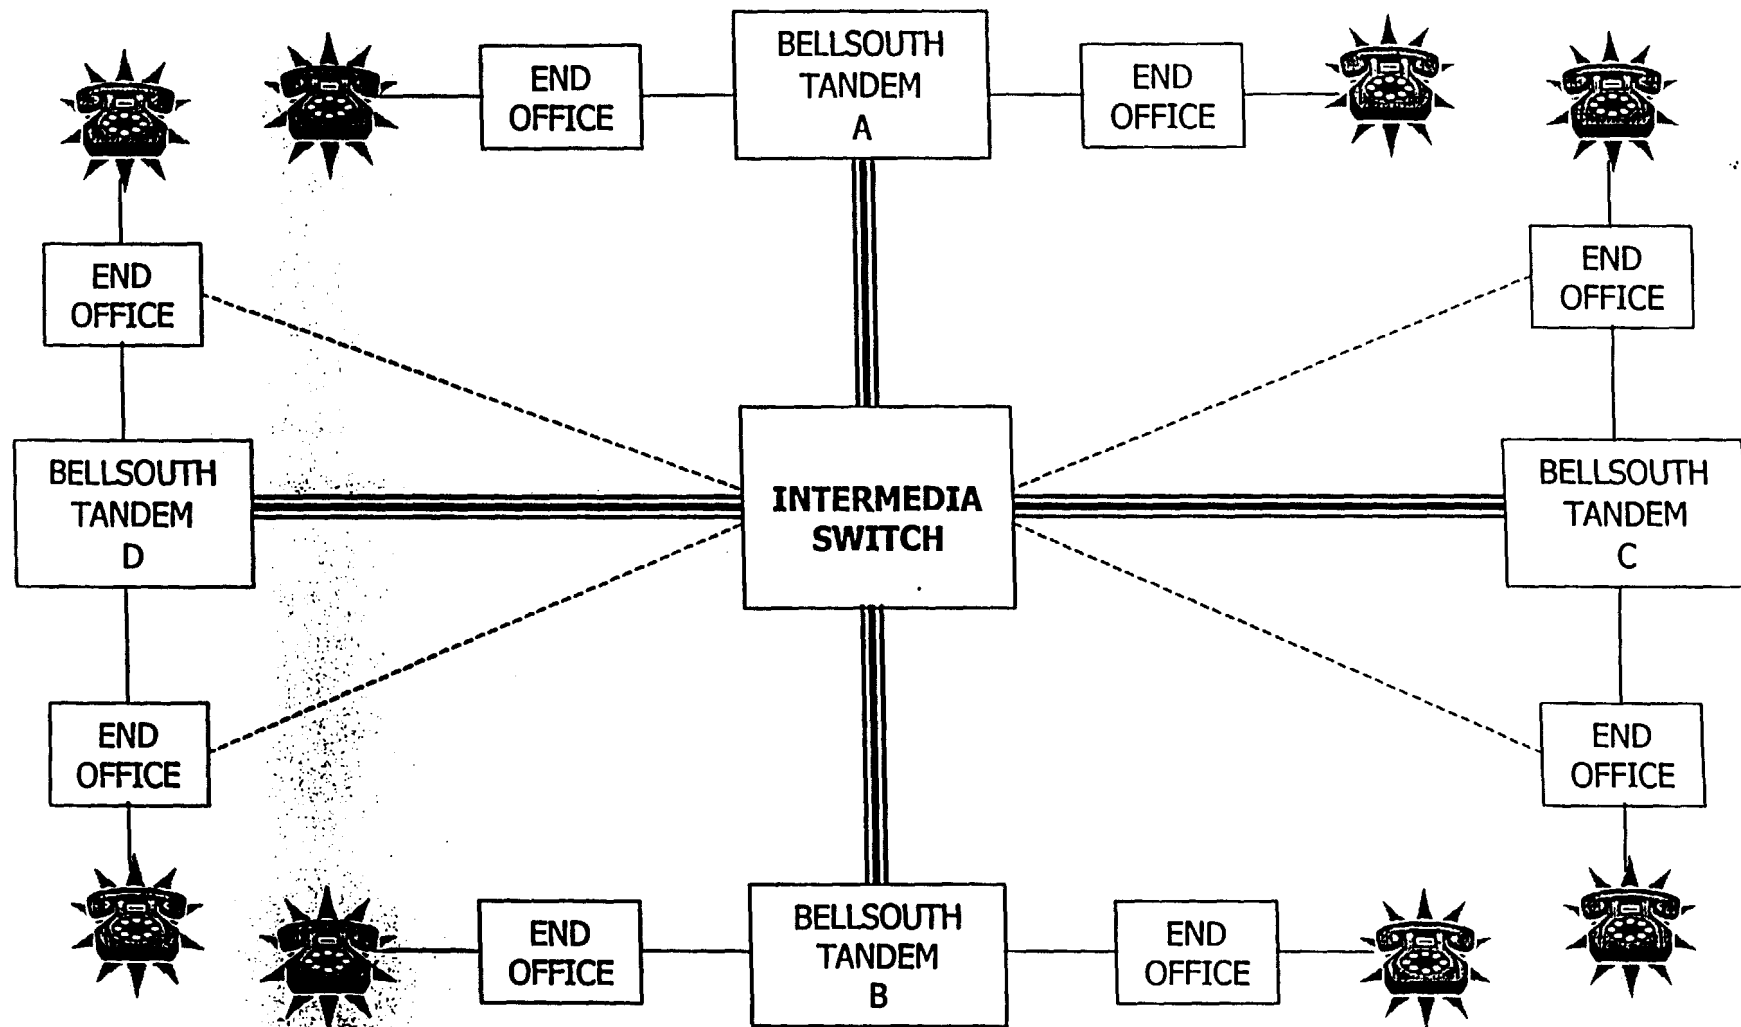 END
OFFICE
BELLSOUTH
TANDEM
A
END
OFFICE
END
OFFICE
END
OFFICE
BELLSOUTH
TANDEM
D
INTERMEDIA
SWITCH
BELLSOUTH
TANDEM
C
END
OFFICE
END
OFFICE
END
OFFICE
BELLSOUTH
TANDEM
B
END
OFFICE